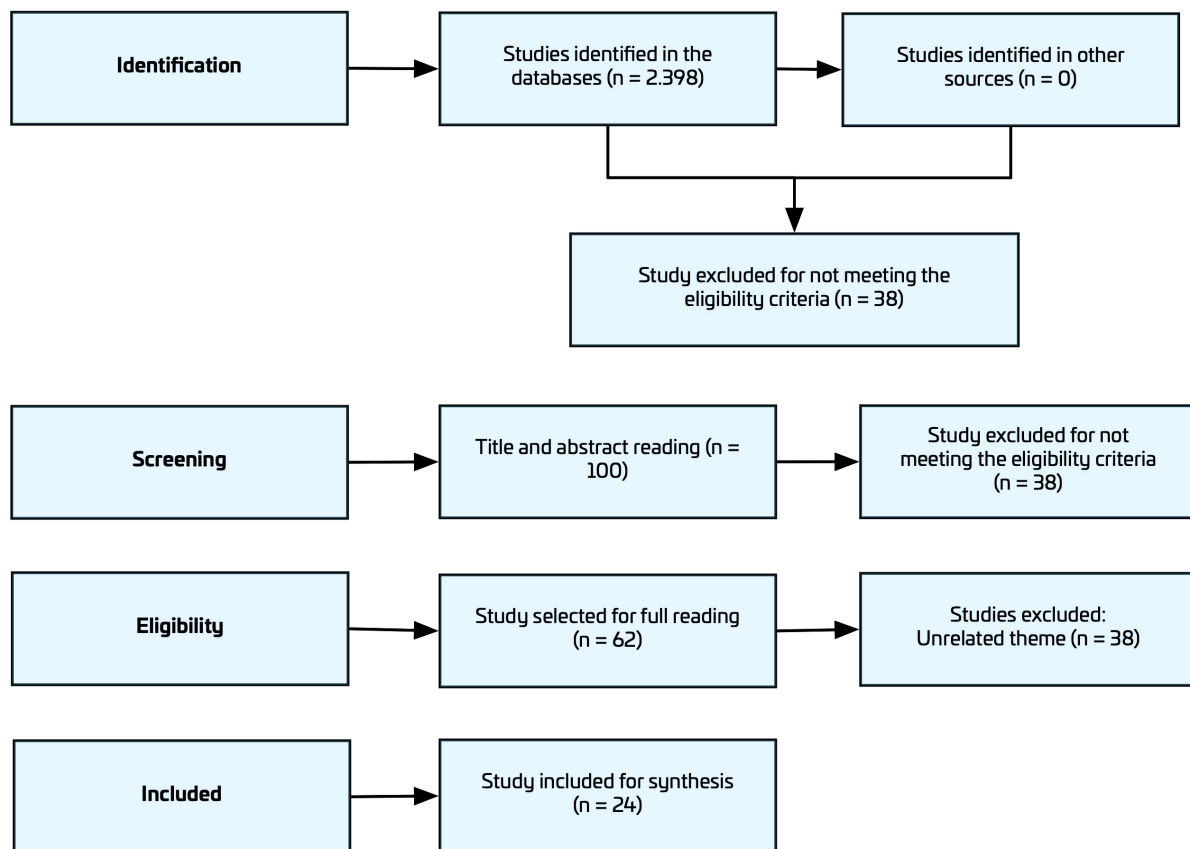 Identification
Studies identified in the
databases (n = 2.398)
Studies identified in other
sources (n = 0)
Study excluded for not meeting the
eligibility criteria (n = 38)
Screening
Title and abstract reading (n =
100)
Study excluded for not
meeting the eligibility criteria
(n = 38)
Eligibility
Study selected for full reading
(n = 62)
Studies excluded:
Unrelated theme (n = 38)
Included
Study included for synthesis
(n = 24)